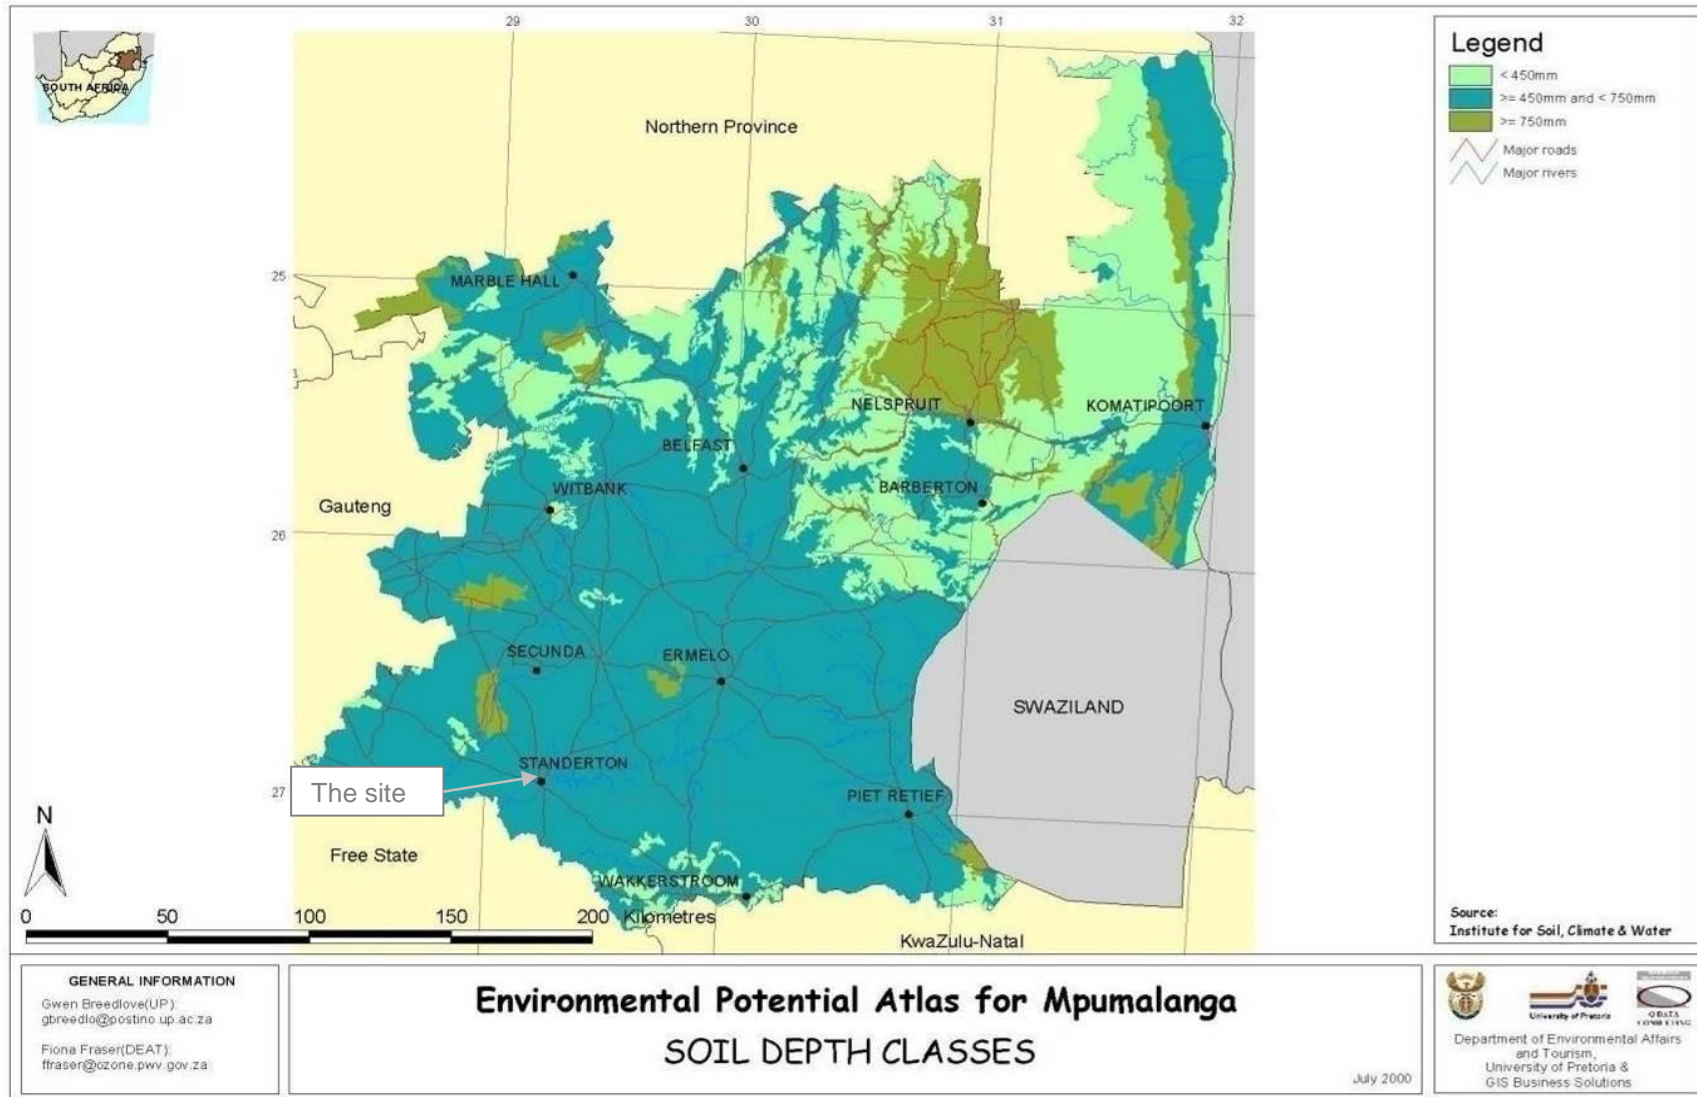 29
30
31
32
SOUTH AFRICA
Northern Province
25
MARBLE HALL
NELSPRUIT
KOMATIPOORT
BELFAST
WITBANK
BARBERTON
Gauteng
26
SECUNDA
ERMELO
SWAZILAND
STANDERTON
The site
27
PIET RETIEF
Free State
WAKKERSTROOM
KwaZulu-Natal
N
0 50 100 150 200 Kilometres
Legend
< 450mm
>= 450mm and < 750mm
>= 750mm
Major roads
Major rivers
Source:
Institute for Soil, Climate & Water
GENERAL INFORMATION
Gwen Breedlove(UP):
gbreedlo@postino.up.ac.za
Fiona Fraser(DEAT):
ffraser@ozone.pwv.gov.za
Environmental Potential Atlas for Mpumalanga
SOIL DEPTH CLASSES
July 2000
University of Pretoria
Q DATA
CONSULTING
Department of Environmental Affairs
and Tourism,
University of Pretoria &
GIS Business Solutions